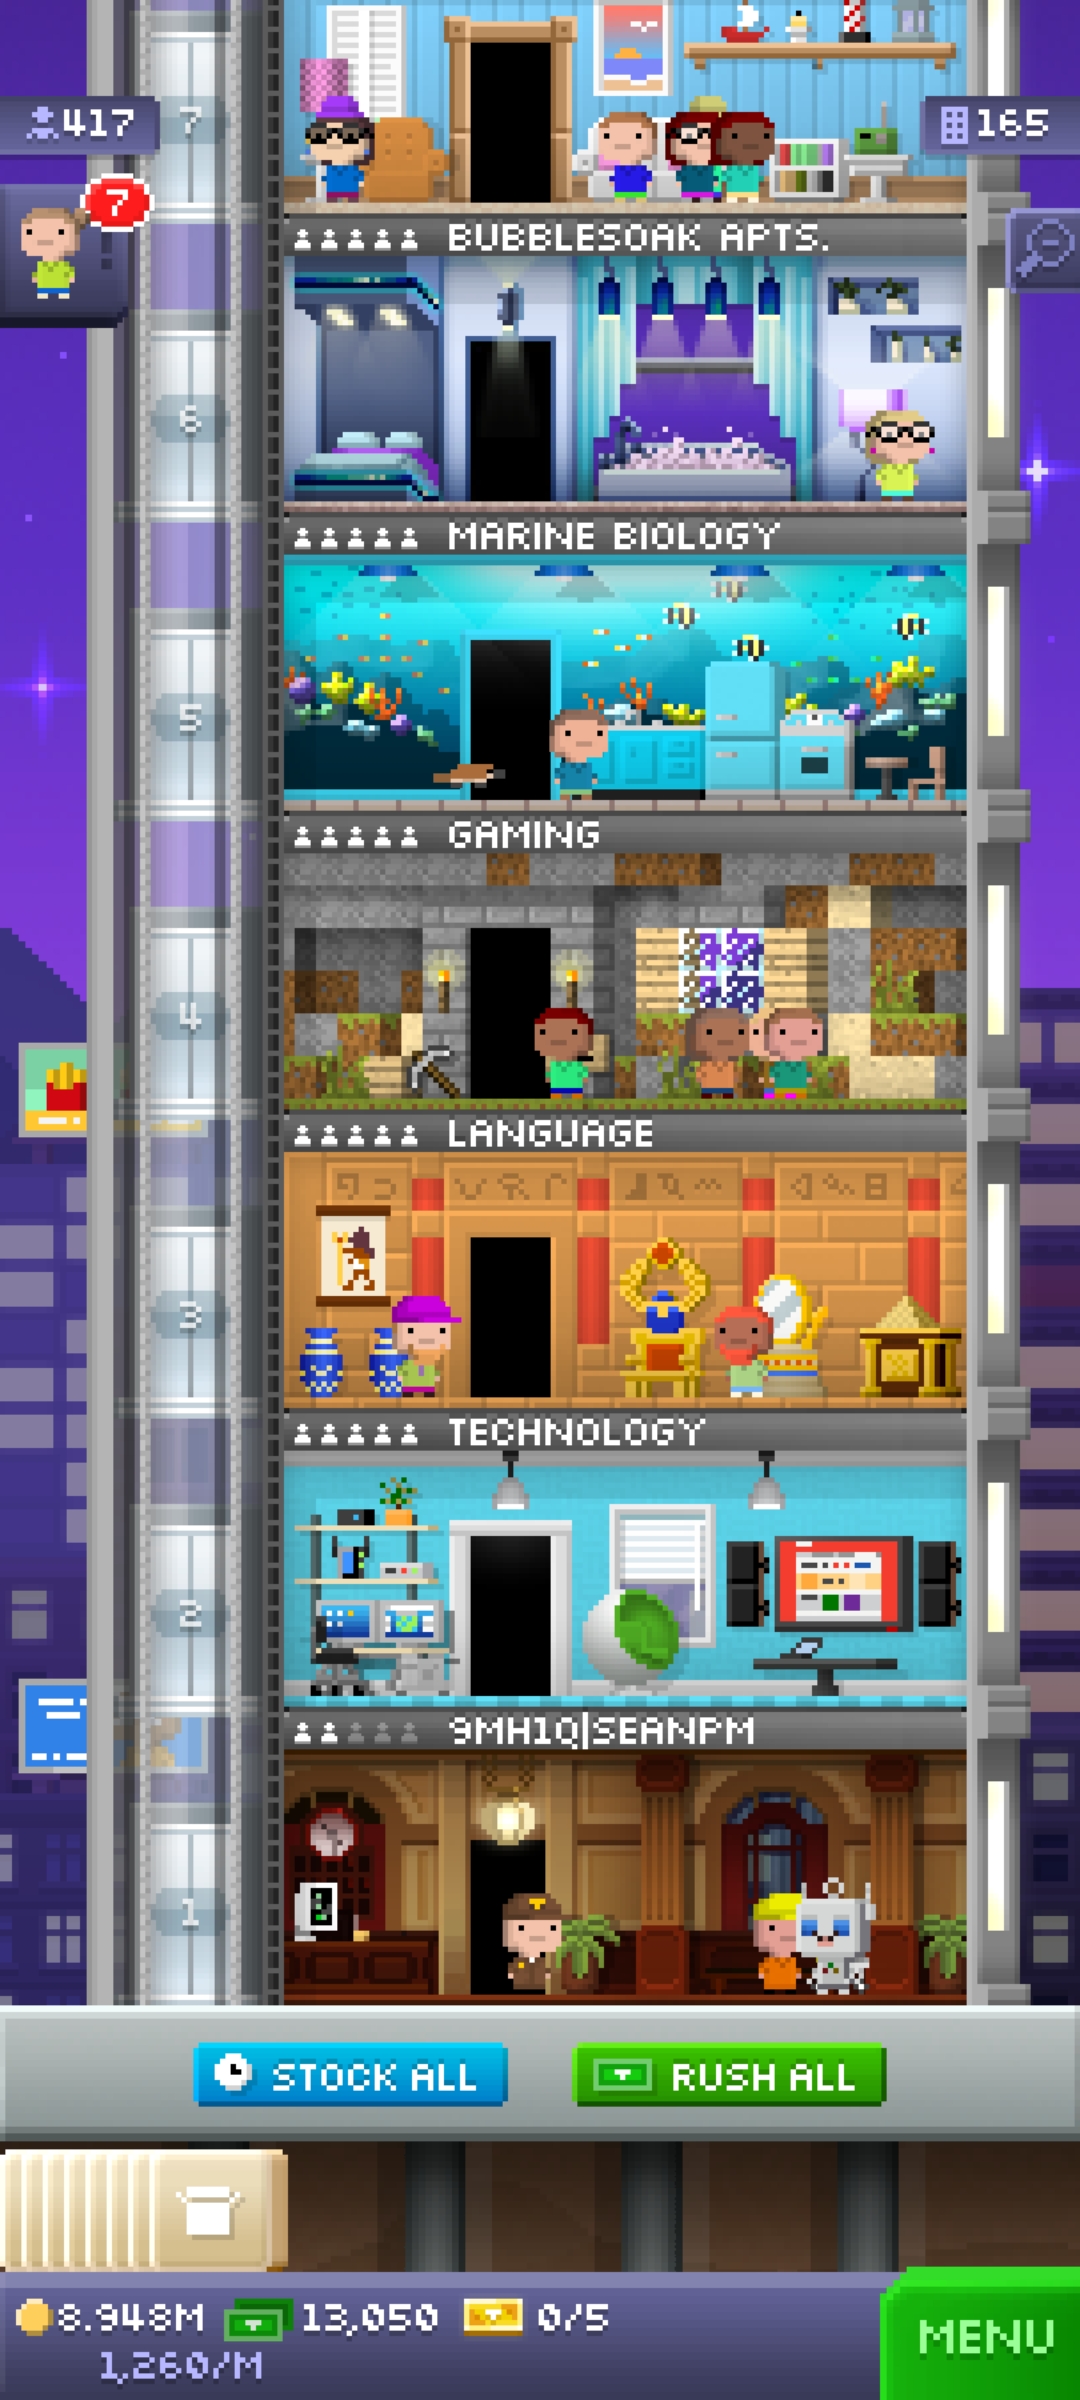 7
417
165
7
BUBBLESOAK APTS.
6
MARINE BIOLOGY
5
GAMING
4
LANGUAGE
3
TECHNOLOGY
2
9MH1Q|SEANPM
1
STOCK ALL
RUSH ALL
8.948M
13,050
0/5
1,260/M
MENU